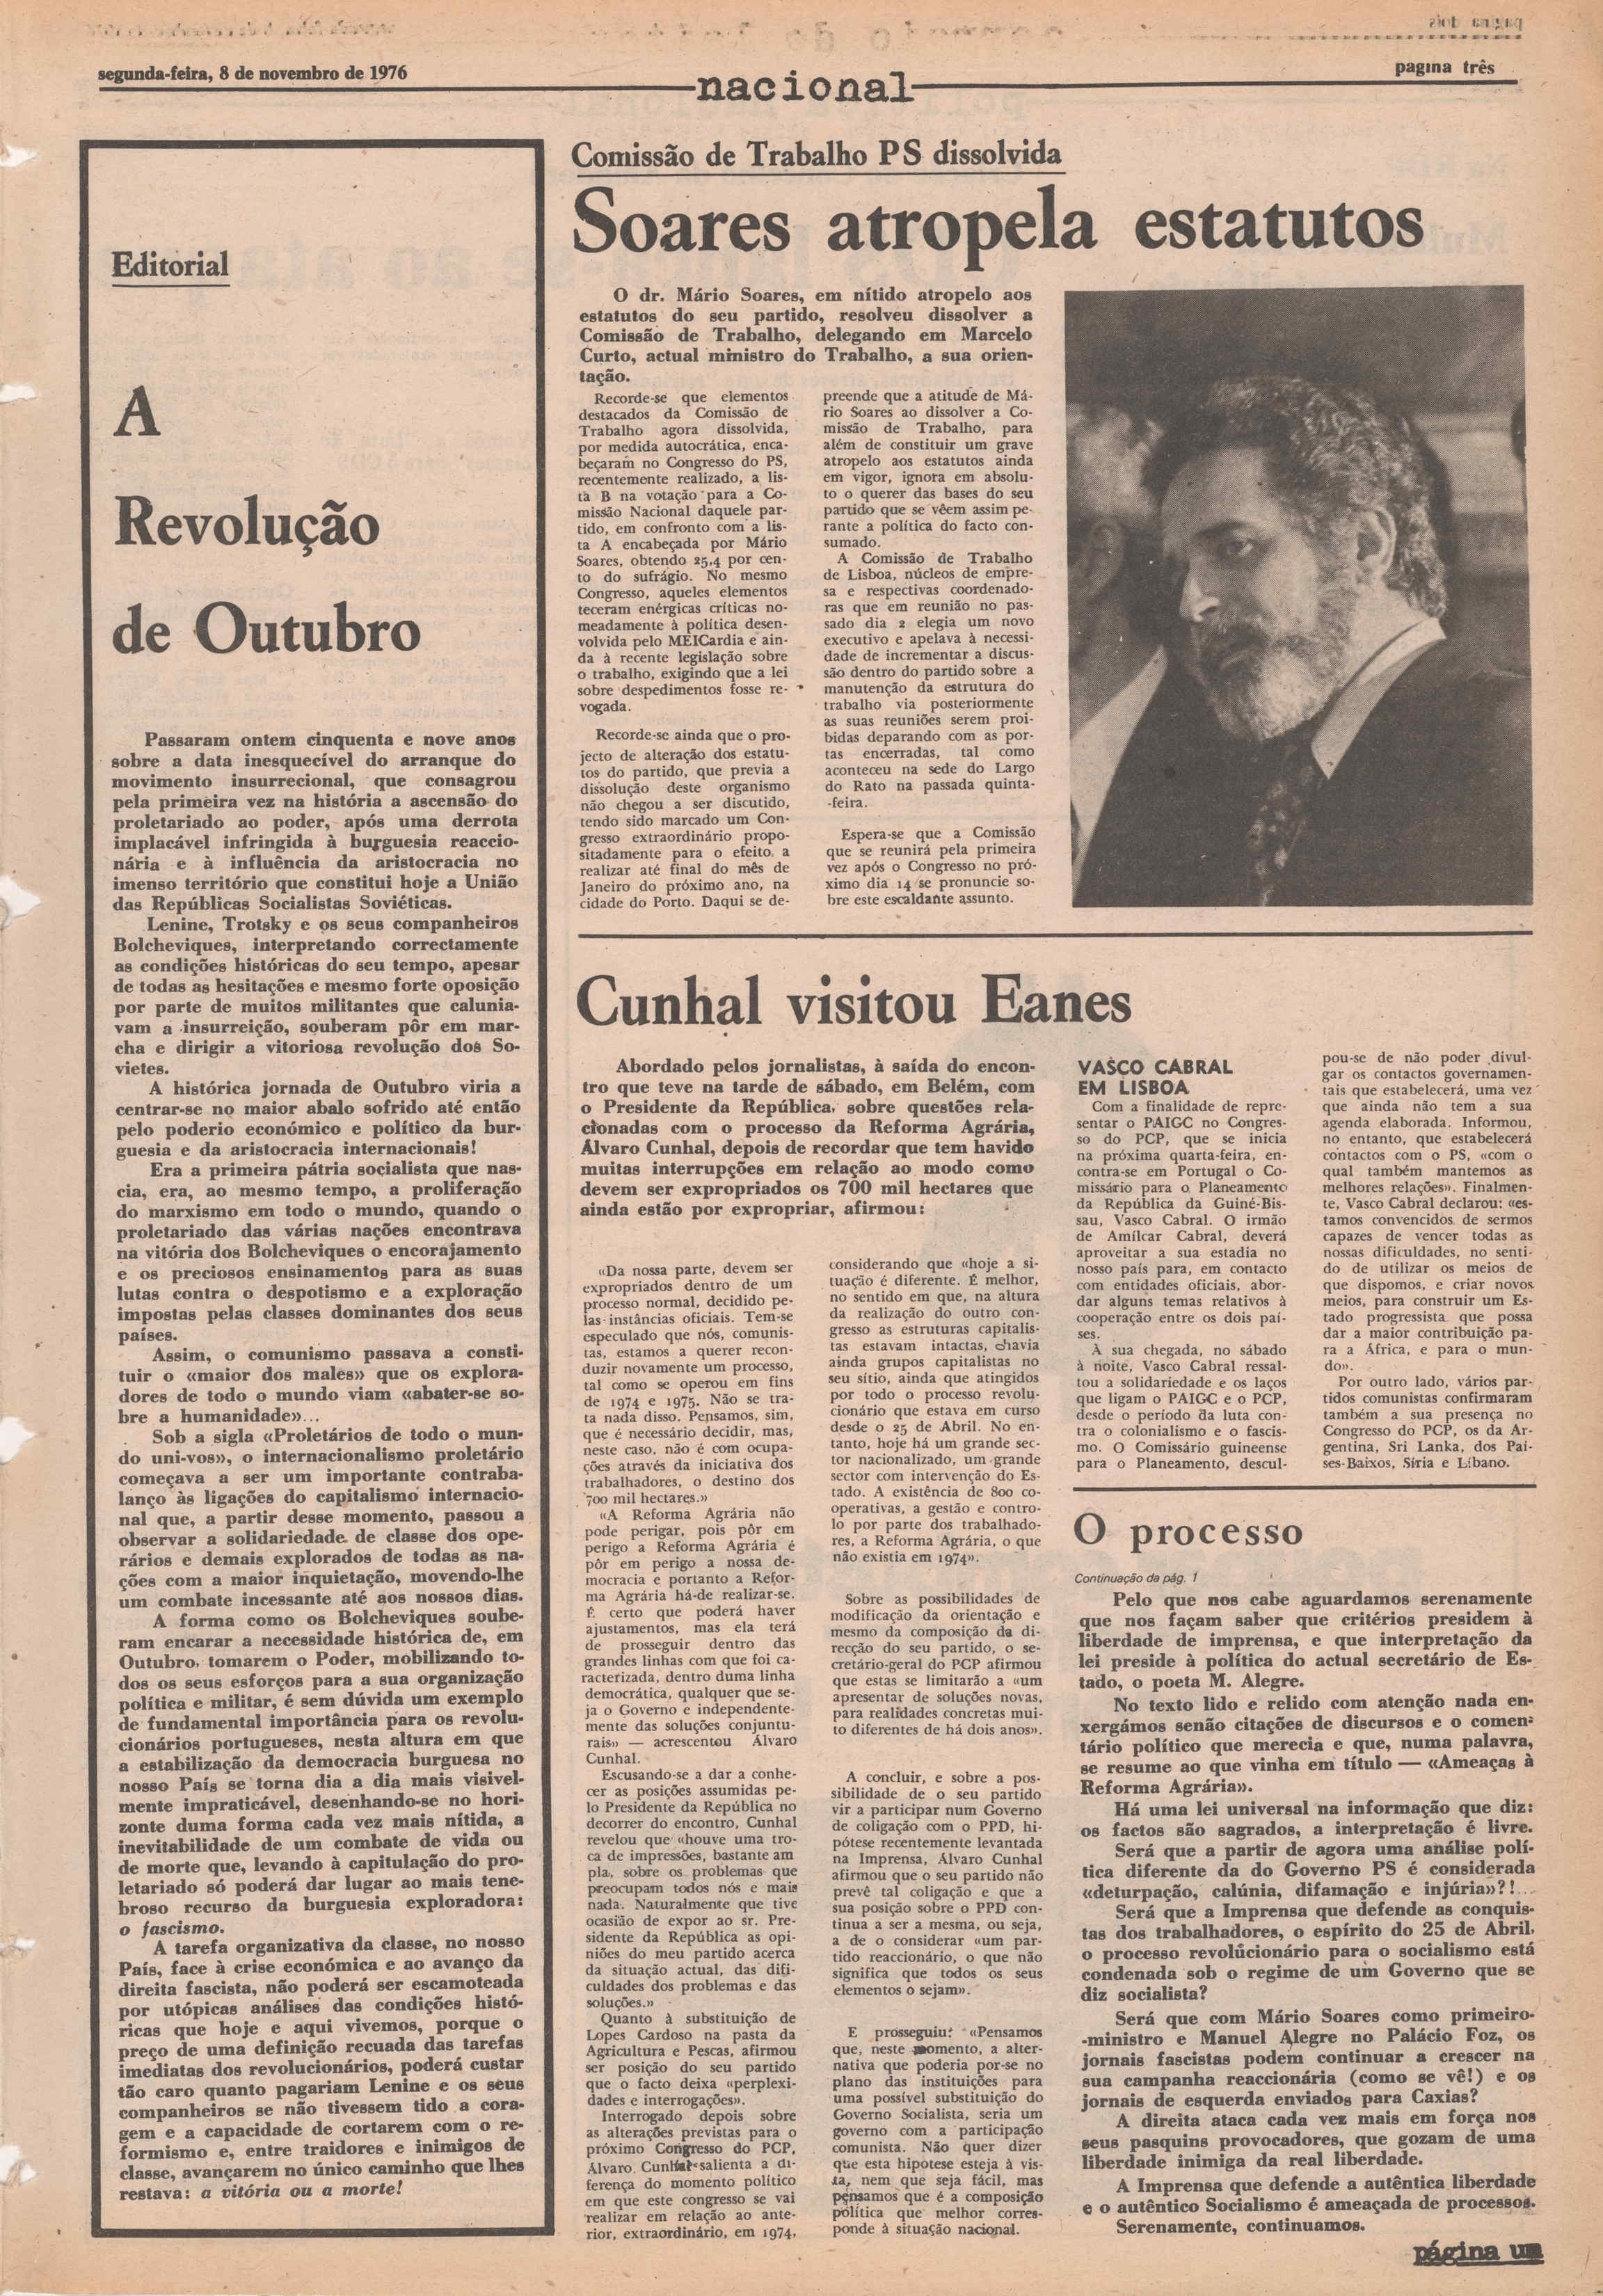 segunda-feira, 8 de novembro de 1976
nacional
pagina três
Editorial
A
Revolução
de Outubro
Passaram ontem cinquenta e nove anos
sobre a data inesquecível do arranque do
movimento insurrecional, que consagrou
pela primeira vez na história a ascensão do
proletariado ao poder, após uma derrota
implacável infringida à burguesia reaccio-
nária e à influência da aristocracia no
imenso território que constitui hoje a União
das Repúblicas Socialistas Soviéticas.
Lenine, Trotsky e os seus companheiros
Bolcheviques, interpretando correctamente
as condições históricas do seu tempo, apesar
de todas as hesitações e mesmo forte oposição
por parte de muitos militantes que calunia-
vam a insurreição, souberam pôr em mar-
cha e dirigir a vitoriosa revolução dos So-
vietes.
A histórica jornada de Outubro viria a
centrar-se no maior abalo sofrido até então
pelo poderio económico e político da bur-
guesia e da aristocracia internacionais!
Era a primeira pátria socialista que nas-
cia, era, ao mesmo tempo, a proliferação
do marxismo em todo o mundo, quando o
proletariado das várias nações encontrava
na vitória dos Bolcheviques o encorajamento
e os preciosos ensinamentos para as suas
lutas contra o despotismo e a exploração
impostas pelas classes dominantes dos seus
países.
Assim, o comunismo passava a consti-
tuir o «maior dos males» que os explora-
dores de todo o mundo viam «abater-se so-
bre a humanidade»...
Sob a sigla «Proletários de todo o mun-
do uni-vos», o internacionalismo proletário
começava a ser um importante contraba-
lanço às ligações do capitalismo internacio-
nal que, a partir desse momento, passou a
observar a solidariedade de classe dos ope-
rários e demais explorados de todas as na-
ções com a maior inquietação, movendo-lhe
um combate incessante até aos nossos dias.
A forma como os Bolcheviques soube-
ram encarar a necessidade histórica de, em
Outubro, tomarem o Poder, mobilizando to-
dos os seus esforços para a sua organização
política e militar, é sem dúvida um exemplo
de fundamental importância para os revolu-
cionários portugueses, nesta altura em que
a estabilização da democracia burguesa no
nosso País se torna dia a dia mais visivel-
mente impraticável, desenhando-se no hori-
zonte duma forma cada vez mais nítida, a
inevitabilidade de um combate de vida ou
de morte que, levando à capitulação do pro-
letariado só poderá dar lugar ao mais tene-
broso recurso da burguesia exploradora:
o fascismo.
A tarefa organizativa da classe, no nosso
País, face à crise económica e ao avanço da
direita fascista, não poderá ser escamoteada
por utópicas análises das condições histó-
ricas que hoje e aqui vivemos, porque o
preço de uma definição recuada das tarefas
imediatas dos revolucionários, poderá custar
tão caro quanto pagariam Lenine e os seus
companheiros se não tivessem tido a cora-
gem e a capacidade de cortarem com o re-
formismo e, entre traidores e inimigos de
classe, avançarem no único caminho que lhes
restava: a vitória ou a morte!
Comissão de Trabalho PS dissolvida
Soares atropela estatutos
O dr. Mário Soares, em nítido atropelo aos
estatutos do seu partido, resolveu dissolver a
Comissão de Trabalho, delegando em Marcelo
Curto, actual ministro do Trabalho, a sua orien-
tação.
Recorde-se que elementos
destacados da Comissão de
Trabalho agora dissolvida,
por medida autocrática, enca-
beçaram no Congresso do PS,
recentemente realizado, a lis-
ta B na votação para a Co-
missão Nacional daquele par-
tido, em confronto com a lis-
ta A encabeçada por Mário
Soares, obtendo 25,4 por cen-
to do sufrágio. No mesmo
Congresso, aqueles elementos
teceram enérgicas críticas no-
meadamente à política desen-
volvida pelo MEICardia e ain-
da à recente legislação sobre
o trabalho, exigindo que a lei
sobre despedimentos fosse re-
vogada.
Recorde-se ainda que o pro-
jecto de alteração dos estatu-
tos do partido, que previa a
dissolução deste organismo
não chegou a ser discutido,
tendo sido marcado um Con-
gresso extraordinário propo-
sitadamente para o efeito, a
realizar até final do mês de
Janeiro do próximo ano, na
cidade do Porto. Daqui se de-
preende que a atitude de Má-
rio Soares ao dissolver a Co-
missão de Trabalho, para
além de constituir um grave
atropelo aos estatutos ainda
em vigor, ignora em absolu-
to o querer das bases do seu
partido que se vêem assim pe-
rante a política do facto con-
sumado.
A Comissão de Trabalho
de Lisboa, núcleos de empre-
sa e respectivas coordenado-
ras que em reunião no pas-
sado dia 2 elegia um novo
executivo e apelava à necessi-
dade de incrementar a discus-
são dentro do partido sobre a
manutenção da estrutura do
trabalho via posteriormente
as suas reuniões serem proi-
bidas deparando com as por-
tas encerradas, tal como
aconteceu na sede do Largo
do Rato na passada quinta-
-feira.
Espera-se que a Comissão
que se reunirá pela primeira
vez após o Congresso no pró-
ximo dia 14 se pronuncie so-
bre este escaldante assunto.
Cunhal visitou Eanes
Abordado pelos jornalistas, à saída do encon-
tro que teve na tarde de sábado, em Belém, com
o Presidente da República, sobre questões rela-
cionadas com o processo da Reforma Agrária,
Álvaro Cunhal, depois de recordar que tem havido
muitas interrupções em relação ao modo como
devem ser expropriados os 700 mil hectares que
ainda estão por expropriar, afirmou:
«Da nossa parte, devem ser
expropriados dentro de um
processo normal, decidido pe-
las instâncias oficiais. Tem-se
especulado que nós, comunis-
tas, estamos a querer recon-
duzir novamente um processo,
tal como se operou em fins
de 1974 e 1975. Não se tra-
ta nada disso. Pensamos, sim,
que é necessário decidir, mas,
neste caso, não é com ocupa-
ções através da iniciativa dos
trabalhadores, o destino dos
700 mil hectares.»
«A Reforma Agrária não
pode perigar, pois pôr em
perigo a Reforma Agrária é
pôr em perigo a nossa de-
mocracia e portanto a Refor-
ma Agrária há-de realizar-se.
É certo que poderá haver
ajustamentos, mas ela terá
de prosseguir dentro das
grandes linhas com que foi ca-
racterizada, dentro duma linha
democrática, qualquer que se-
ja o Governo e independente-
mente das soluções conjuntu-
rais» — acrescentou Álvaro
Cunhal.
Escusando-se a dar a conhe-
cer as posições assumidas pe-
lo Presidente da República no
decorrer do encontro, Cunhal
revelou que «houve uma tro-
ca de impressões, bastante am
pla, sobre os problemas que
preocupam todos nós e mais
nada. Naturalmente que tive
ocasião de expor ao sr. Pre-
sidente da República as opi-
niões do meu partido acerca
da situação actual, das difi-
culdades dos problemas e das
soluções.»
Quanto à substituição de
Lopes Cardoso na pasta da
Agricultura e Pescas, afirmou
ser posição do seu partido
que o facto deixa «perplexi-
dades e interrogações».
Interrogado depois sobre
as alterações previstas para o
próximo Congresso do PCP,
Álvaro Cunhal salienta a di-
ferença do momento político
em que este congresso se vai
realizar em relação ao ante-
rior, extraordinário, em 1974,
considerando que «hoje a si-
tuação é diferente. É melhor,
no sentido em que, na altura
da realização do outro con-
gresso as estruturas capitalis-
tas estavam intactas, havia
ainda grupos capitalistas no
seu sítio, ainda que atingidos
por todo o processo revolu-
cionário que estava em curso
desde o 25 de Abril. No en-
tanto, hoje há um grande sec-
tor nacionalizado, um grande
sector com intervenção do Es-
tado. A existência de 800 co-
operativas, a gestão e contro-
lo por parte dos trabalhado-
res, a Reforma Agrária, o que
não existia em 1974».
Sobre as possibilidades de
modificação da orientação e
mesmo da composição da di-
recção do seu partido, o se-
cretário-geral do PCP afirmou
que estas se limitarão a «um
apresentar de soluções novas,
para realidades concretas mui-
to diferentes de há dois anos».
A concluir, e sobre a pos-
sibilidade de o seu partido
vir a participar num Governo
de coligação com o PPD, hi-
pótese recentemente levantada
na Imprensa, Álvaro Cunhal
afirmou que o seu partido não
prevê tal coligação e que a
sua posição sobre o PPD con-
tinua a ser a mesma, ou seja,
a de o considerar «um par-
tido reaccionário, o que não
significa que todos os seus
elementos o sejam».
E prosseguiu: «Pensamos
que, neste momento, a alter-
nativa que poderia por-se no
plano das instituições para
uma possível substituição do
Governo Socialista, seria um
governo com a participação
comunista. Não quer dizer
que esta hipótese esteja à vis-
ta, nem que seja fácil, mas
pensamos que é a composição
política que melhor corres-
ponde à situação nacional.
VASCO CABRAL
EM LISBOA
Com a finalidade de repre-
sentar o PAIGC no Congres-
so do PCP, que se inicia
na próxima quarta-feira, en-
contra-se em Portugal o Co-
missário para o Planeamento
da República da Guiné-Bis-
sau, Vasco Cabral. O irmão
de Amílcar Cabral, deverá
aproveitar a sua estadia no
nosso país para, em contacto
com entidades oficiais, abor-
dar alguns temas relativos à
cooperação entre os dois paí-
ses.
À sua chegada, no sábado
à noite, Vasco Cabral ressal-
tou a solidariedade e os laços
que ligam o PAIGC e o PCP,
desde o período da luta con-
tra o colonialismo e o fascis-
mo. O Comissário guineense
para o Planeamento, descul-
pou-se de não poder divul-
gar os contactos governamen-
tais que estabelecerá, uma vez
que ainda não tem a sua
agenda elaborada. Informou,
no entanto, que estabelecerá
contactos com o PS, «com o
qual também mantemos as
melhores relações». Finalmen-
te, Vasco Cabral declarou: «es-
tamos convencidos de sermos
capazes de vencer todas as
nossas dificuldades, no senti-
do de utilizar os meios de
que dispomos, e criar novos
meios, para construir um Es-
tado progressista que possa
dar a maior contribuição pa-
ra a África, e para o mun-
do».
Por outro lado, vários par-
tidos comunistas confirmaram
também a sua presença no
Congresso do PCP, os da Ar-
gentina, Sri Lanka, dos Paí-
ses-Baixos, Síria e Líbano.
O processo
Continuação da pág. 1
Pelo que nos cabe aguardamos serenamente
que nos façam saber que critérios presidem à
liberdade de imprensa, e que interpretação da
lei preside à política do actual secretário de Es-
tado, o poeta M. Alegre.
No texto lido e relido com atenção nada en-
xergámos senão citações de discursos e o comen-
tário político que merecia e que, numa palavra,
se resume ao que vinha em título — «Ameaças à
Reforma Agrária».
Há uma lei universal na informação que diz:
os factos são sagrados, a interpretação é livre.
Será que a partir de agora uma análise polí-
tica diferente da do Governo PS é considerada
«deturpação, calúnia, difamação e injúria»?!...
Será que a Imprensa que defende as conquis-
tas dos trabalhadores, o espírito do 25 de Abril,
o processo revolucionário para o socialismo está
condenada sob o regime de um Governo que se
diz socialista?
Será que com Mário Soares como primeiro-
-ministro e Manuel Alegre no Palácio Foz, os
jornais fascistas podem continuar a crescer na
sua campanha reaccionária (como se vê!) e os
jornais de esquerda enviados para Caxias?
A direita ataca cada vez mais em força nos
seus pasquins provocadores, que gozam de uma
liberdade inimiga da real liberdade.
A Imprensa que defende a autêntica liberdade
e o autêntico Socialismo é ameaçada de processos.
Serenamente, continuamos.
página um